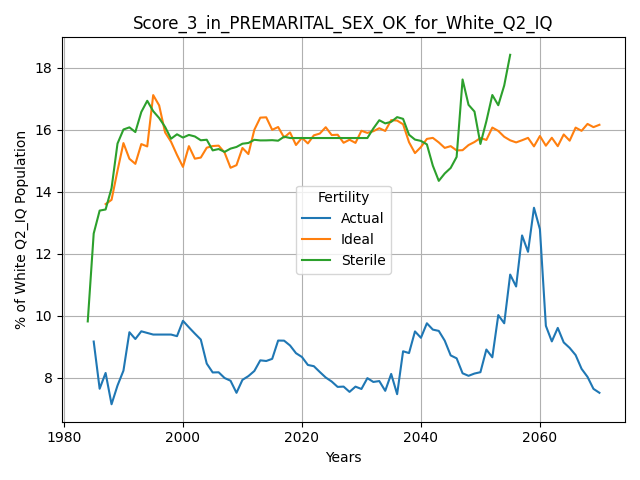 Score_3_in_PREMARITAL_SEX_OK_for_White_Q2_IQ
% of White Q2_IQ Population
18
16
14
12
10
8
Fertility
Actual
Ideal
Sterile
1980
2000
2020
2040
2060
Years